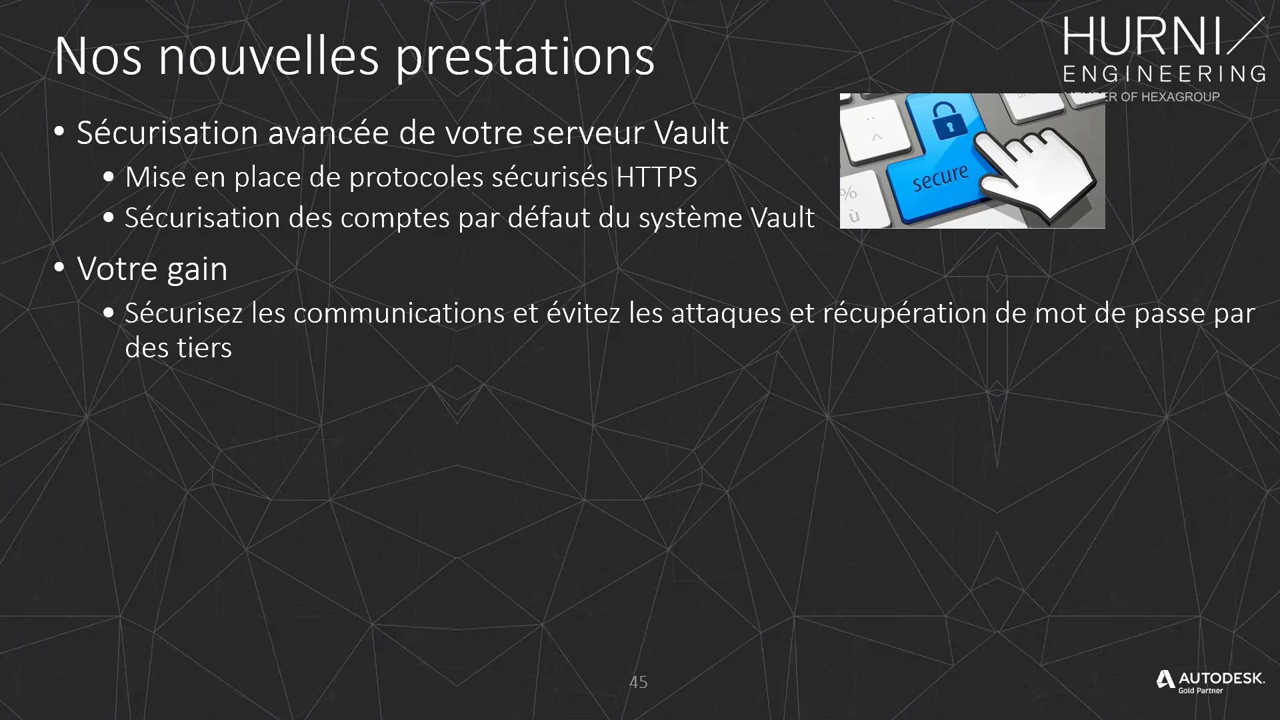 Nos nouvelles prestations
HURNI/
ENGINEERING
BER OF HEXAGROUP
• Sécurisation avancée de votre serveur Vault
• Mise en place de protocoles sécurisés HTTPS
• Sécurisation des comptes par défaut du système Vault
secure
%
ù
• Votre gain
• Sécurisez les communications et évitez les attaques et récupération de mot de passe par
des tiers
45
AUTODESK.
Gold Partner